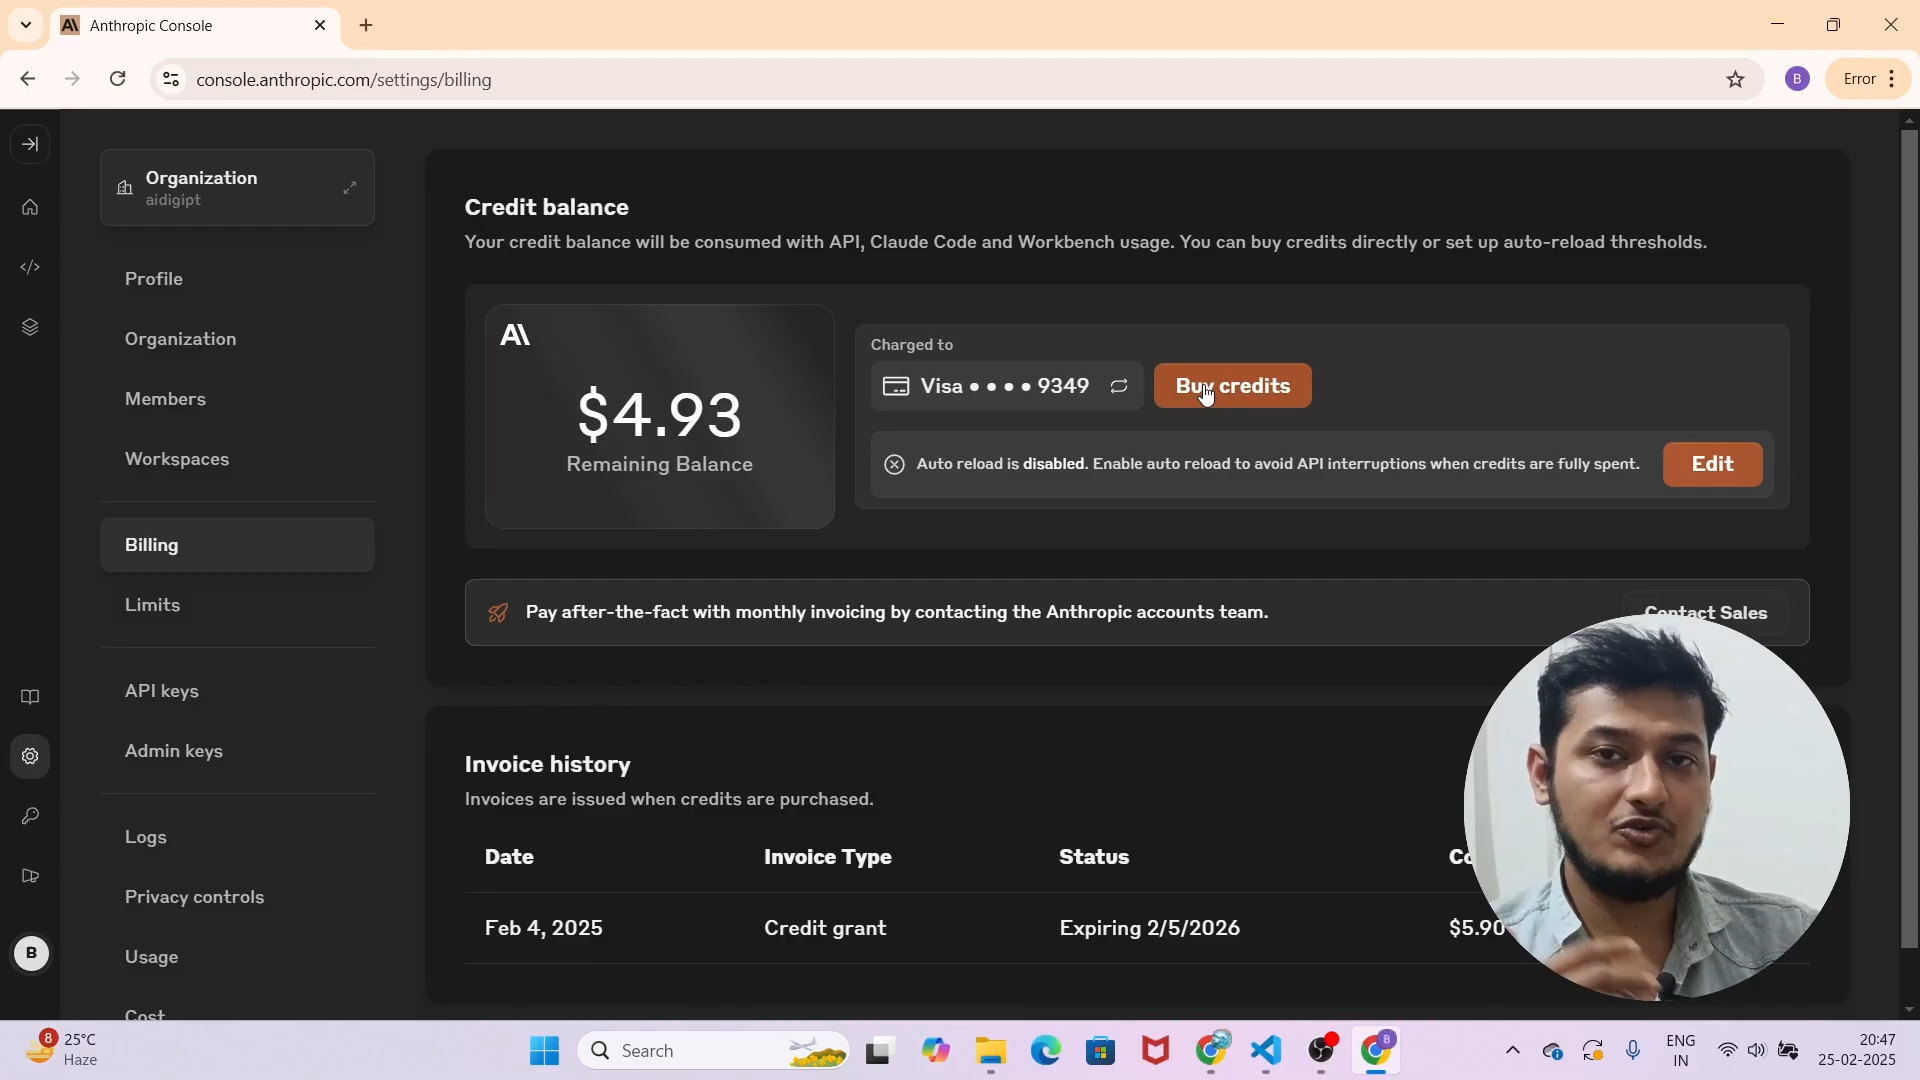 Anthropic Console
console.anthropic.com/settings/billing
B
Error
Organization
aidigipt
Profile
Organization
Members
Workspaces
Billing
Limits
API keys
Admin keys
Logs
Privacy controls
Usage
Cost
B
Credit balance
Your credit balance will be consumed with API, Claude Code and Workbench usage. You can buy credits directly or set up auto-reload thresholds.
A\
$4.93
Remaining Balance
Charged to
Visa • • • • 9349
Buy credits
Auto reload is disabled. Enable auto reload to avoid API interruptions when credits are fully spent.
Edit
Pay after-the-fact with monthly invoicing by contacting the Anthropic accounts team.
Contact Sales
Invoice history
Invoices are issued when credits are purchased.
Date Invoice Type Status
Feb 4, 2025 Credit grant Expiring 2/5/2026 $5.90
8
25°C
Haze
Search
ENG
IN
20:47
25-02-2025